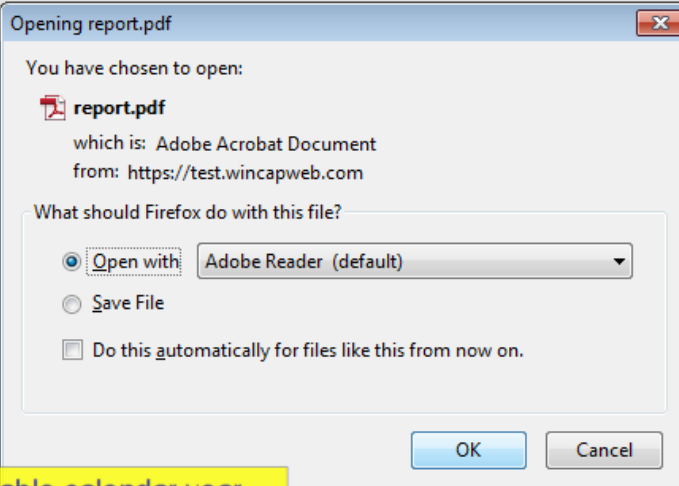 Opening report.pdf
You have chosen to open:
report.pdf
which is: Adobe Acrobat Document
from: https://test.wincapweb.com
What should Firefox do with this file?
Open with Adobe Reader (default)
Save File
Do this automatically for files like this from now on.
OK Cancel
calendar year